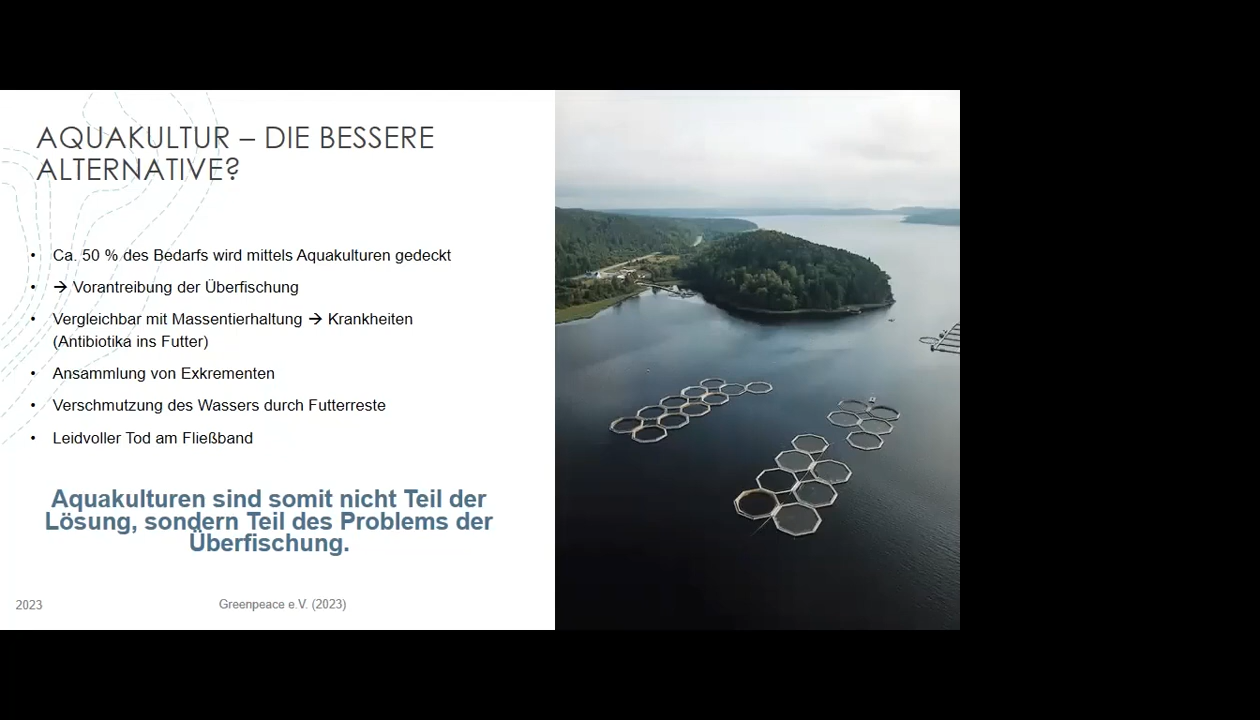 AQUAKULTUR – DIE BESSERE
ALTERNATIVE?
• Ca. 50 % des Bedarfs wird mittels Aquakulturen gedeckt
• → Vorantreibung der Überfischung
• Vergleichbar mit Massentierhaltung → Krankheiten
(Antibiotika ins Futter)
• Ansammlung von Exkrementen
• Verschmutzung des Wassers durch Futterreste
• Leidvoller Tod am Fließband
Aquakulturen sind somit nicht Teil der
Lösung, sondern Teil des Problems der
Überfischung.
2023
Greenpeace e.V. (2023)